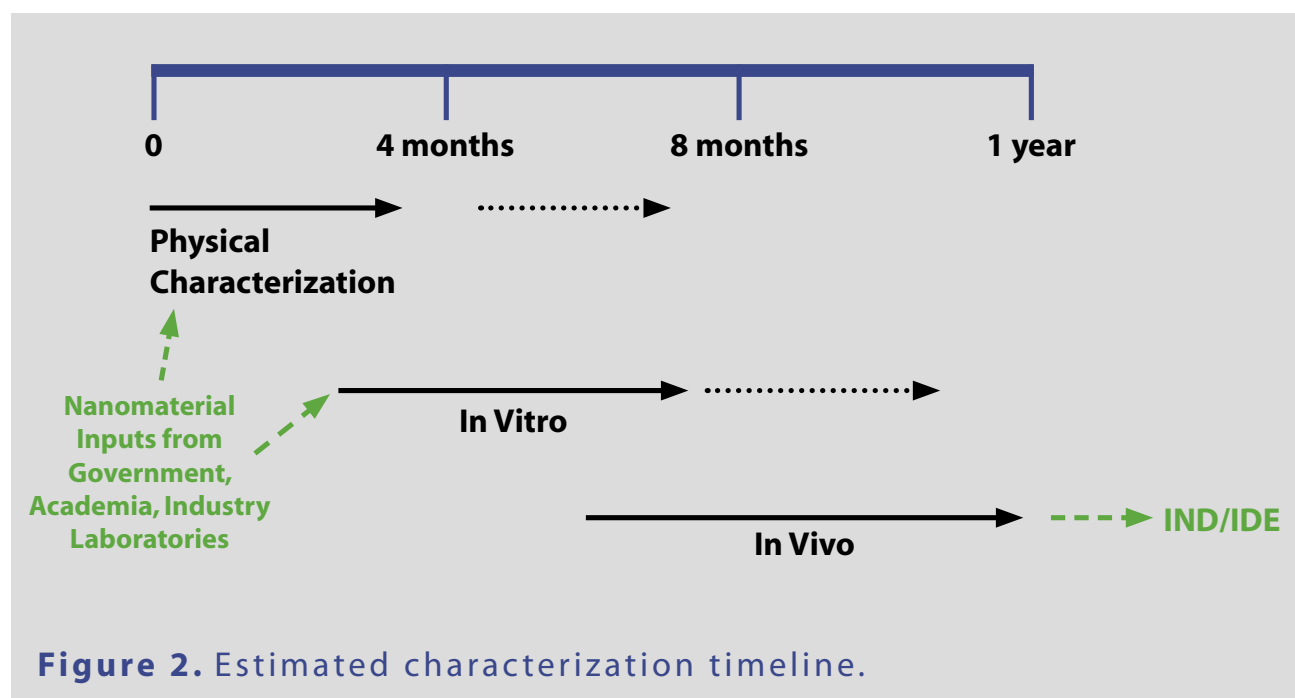 0
4 months
8 months
1 year
Physical
Characterization
Nanomaterial
Inputs from
Government,
Academia, Industry
Laboratories
In Vitro
In Vivo
IND/IDE
Figure 2. Estimated characterization timeline.